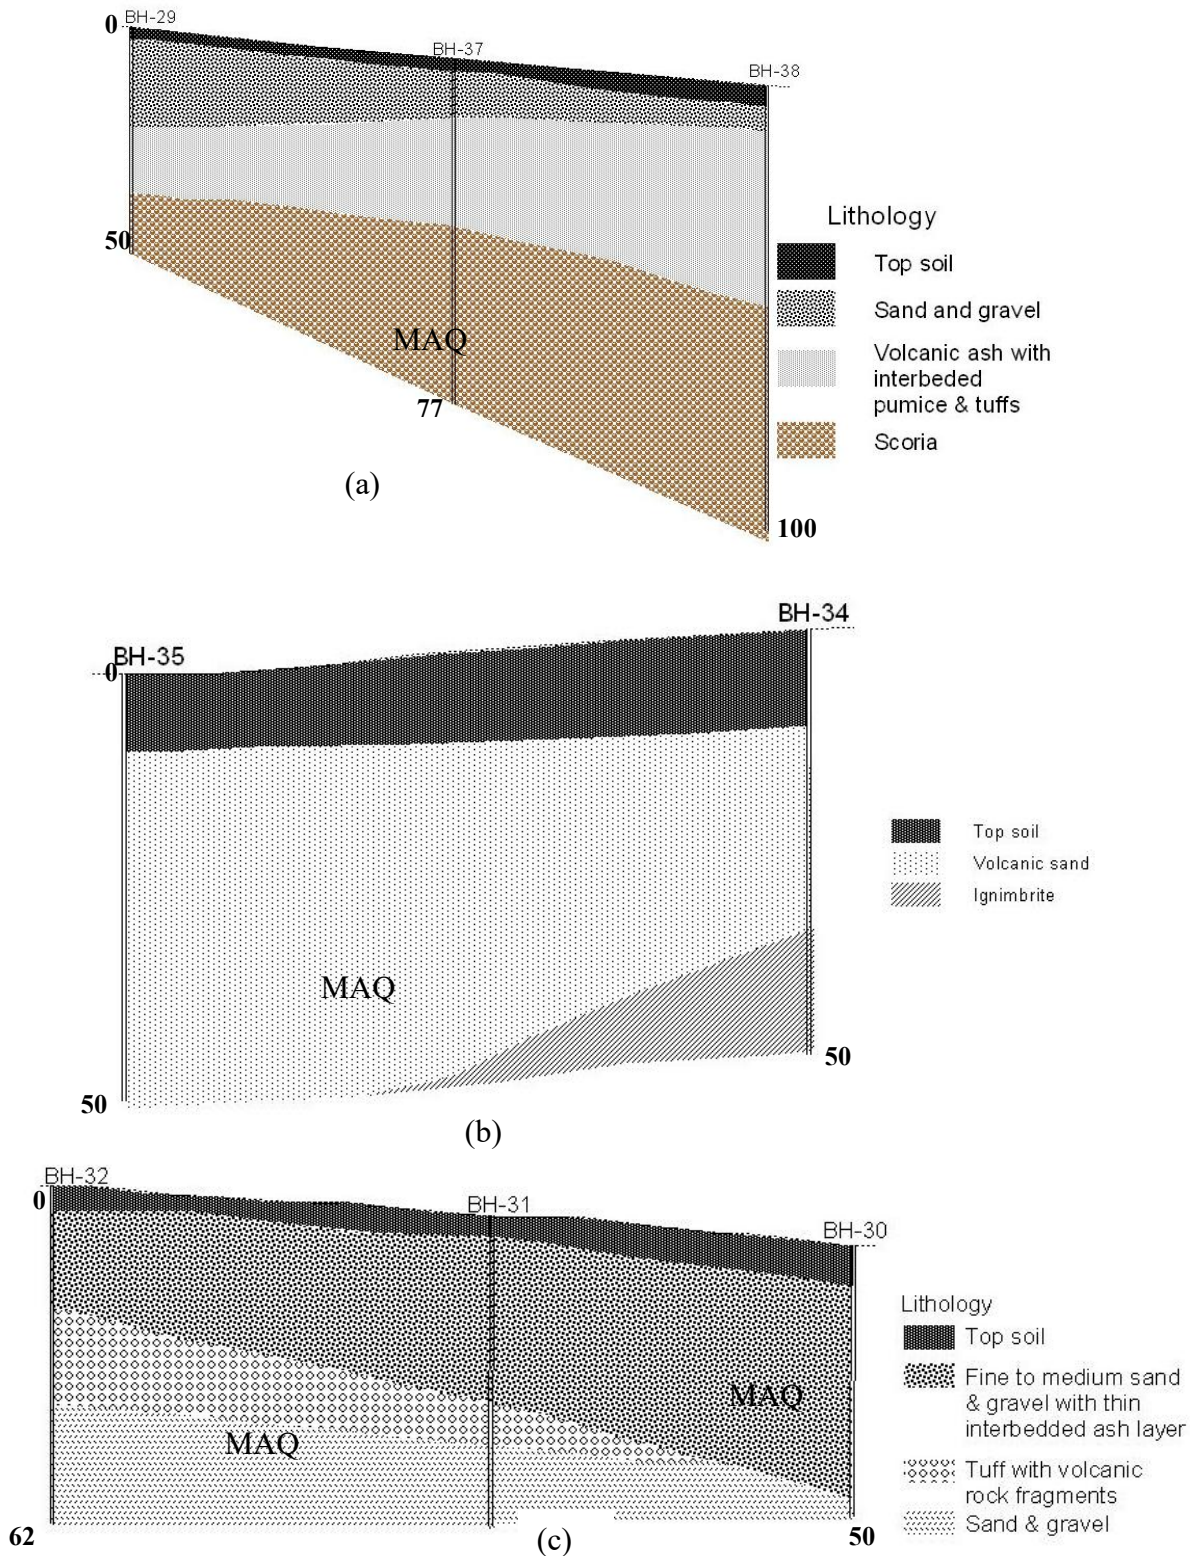 0 BH-29
BH-37
BH-38
50
MAQ
77
100
(a)
Lithology
Top soil
Sand and gravel
Volcanic ash with
interbeded
pumice & tuffs
Scoria
BH-34
BH-35
0
MAQ
50
50
(b)
Top soil
Volcanic sand
Ignimbrite
BH-32
0
BH-31
BH-30
MAQ
MAQ
62
(c)
50
Lithology
Top soil
Fine to medium sand
& gravel with thin
interbedded ash layer
Tuff with volcanic
rock fragments
Sand & gravel